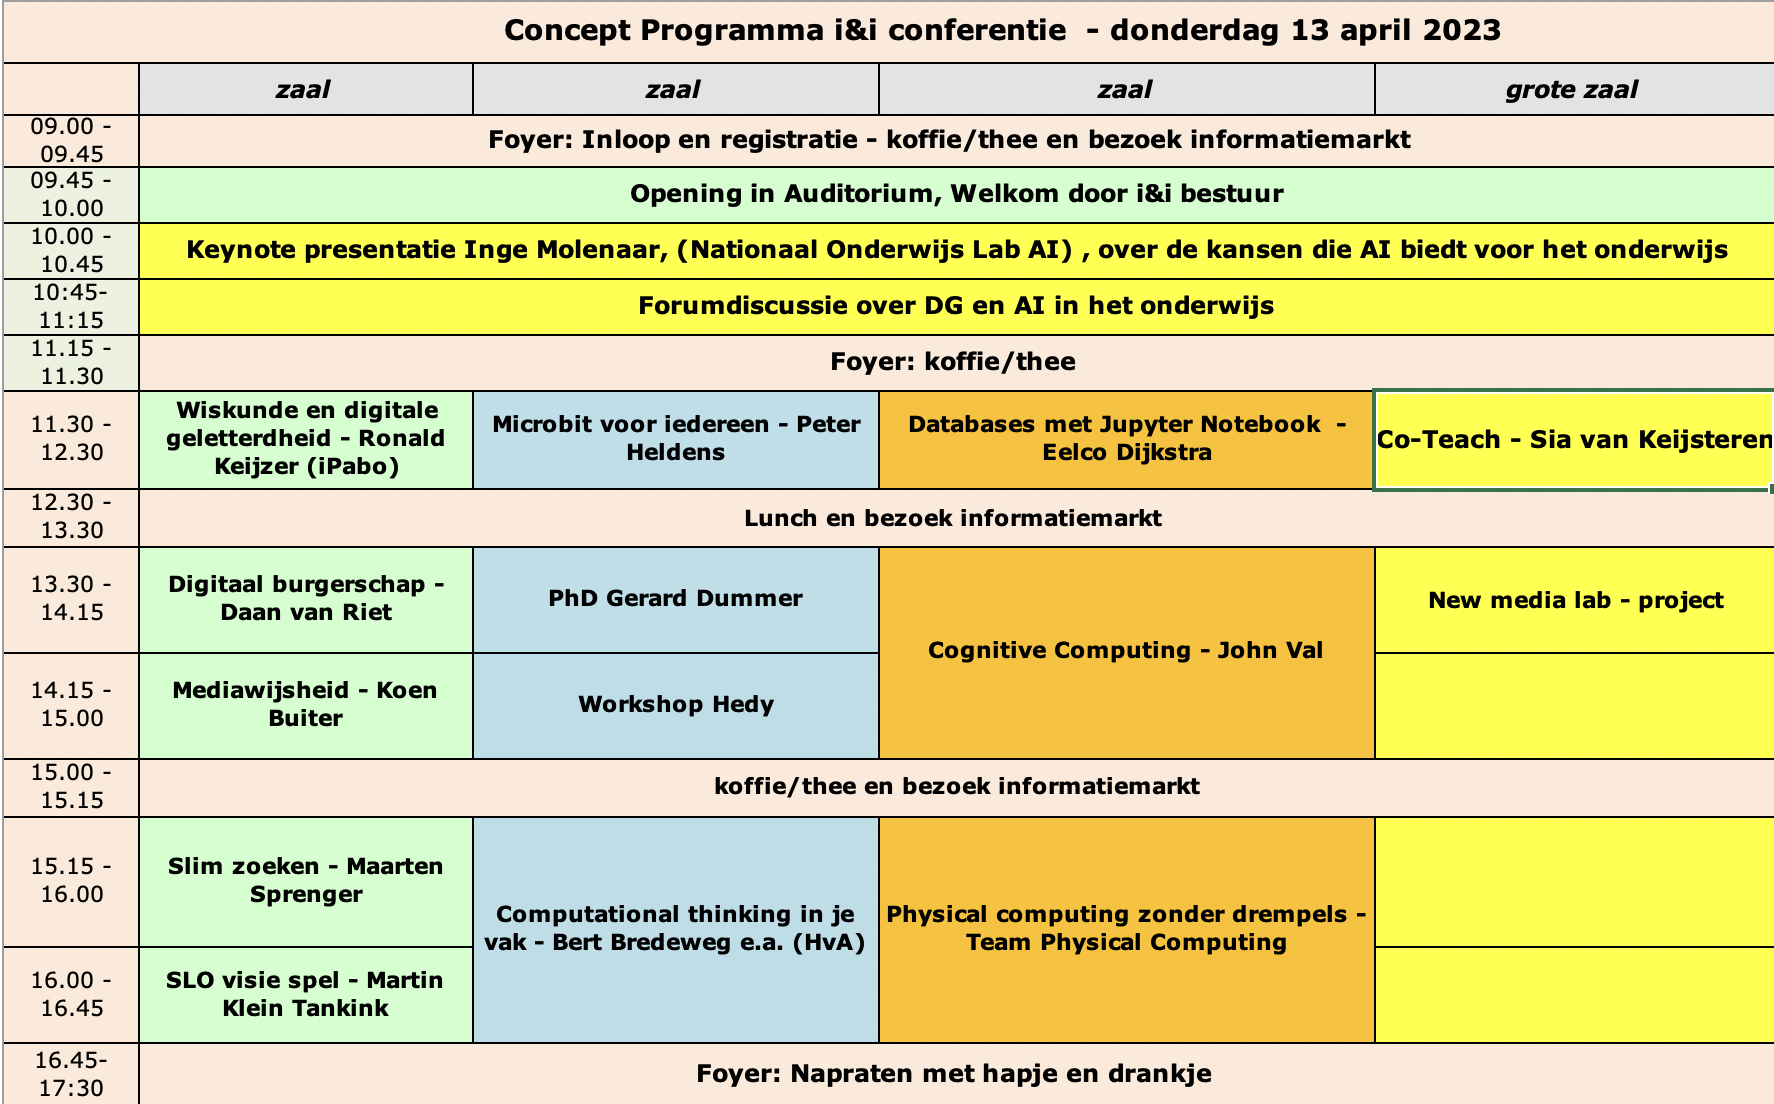 Concept Programma i&i conferentie  - donderdag 13 april 2023
zaal
zaal
zaal
grote zaal
09.00 -
09.45
Foyer: Inloop en registratie - koffie/thee en bezoek informatiemarkt
09.45 -
10.00
Opening in Auditorium, Welkom door i&i bestuur
10.00 -
10.45
Keynote presentatie Inge Molenaar, (Nationaal Onderwijs Lab AI) , over de kansen die AI biedt voor het onderwijs
10:45-
11:15
Forumdiscussie over DG en AI in het onderwijs
11.15 -
11.30
Foyer: koffie/thee
11.30 -
12.30
Wiskunde en digitale
geletterdheid - Ronald
Keijzer (iPabo)
Microbit voor iedereen - Peter
Heldens
Databases met Jupyter Notebook  -
Eelco Dijkstra
Co-Teach - Sia van Keijsteren
12.30 -
13.30
Lunch en bezoek informatiemarkt
13.30 -
14.15
Digitaal burgerschap -
Daan van Riet
PhD Gerard Dummer
Cognitive Computing - John Val
New media lab - project
14.15 -
15.00
Mediawijsheid - Koen
Buiter
Workshop Hedy
15.00 -
15.15
koffie/thee en bezoek informatiemarkt
15.15 -
16.00
Slim zoeken - Maarten
Sprenger
Computational thinking in je
vak - Bert Bredeweg e.a. (HvA)
Physical computing zonder drempels -
Team Physical Computing
16.00 -
16.45
SLO visie spel - Martin
Klein Tankink
16.45-
17:30
Foyer: Napraten met hapje en drankje